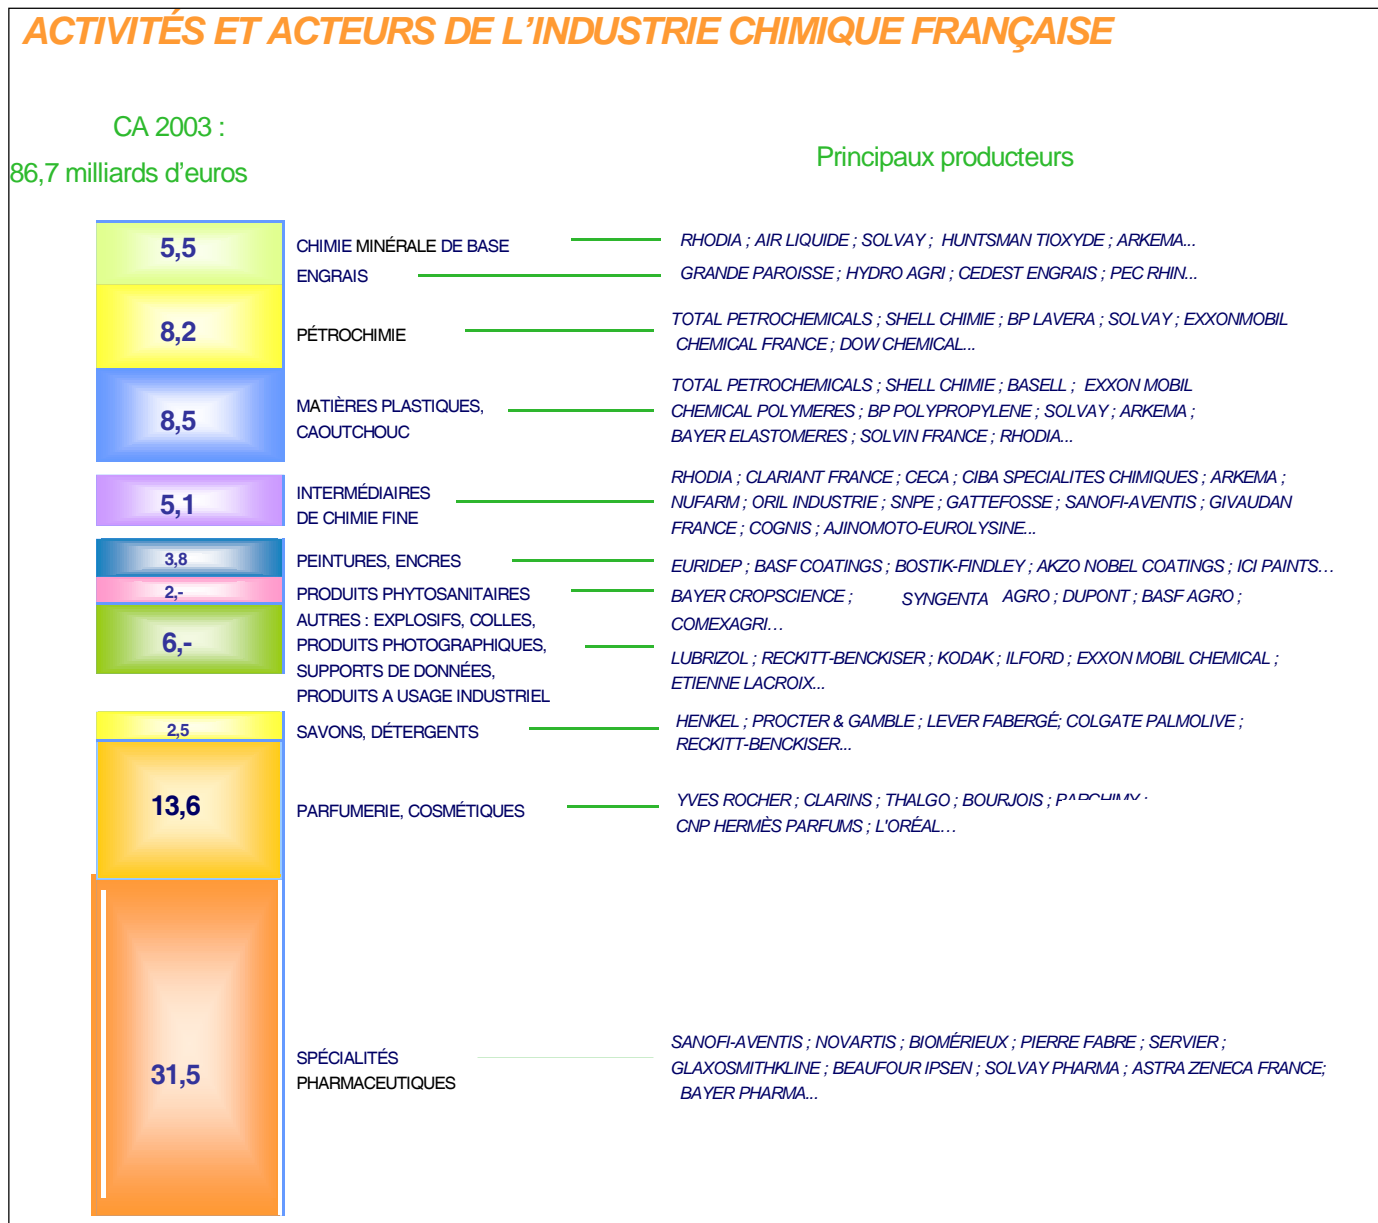 ACTIVITÉS ET ACTEURS DE L’INDUSTRIE CHIMIQUE FRANÇAISE
CA 2003 :
86,7 milliards d’euros
Principaux producteurs
5,5
CHIMIE MINÉRALE DE BASE
RHODIA ; AIR LIQUIDE ; SOLVAY ; HUNTSMAN TIOXYDE ; ARKEMA...
ENGRAIS
GRANDE PAROISSE ; HYDRO AGRI ; CEDEST ENGRAIS ; PEC RHIN...
8,2
PÉTROCHIMIE
TOTAL PETROCHEMICALS ; SHELL CHIMIE ; BP LAVERA ; SOLVAY ; EXXONMOBIL
CHEMICAL FRANCE ; DOW CHEMICAL...
8,5
MATIÈRES PLASTIQUES,
CAOUTCHOUC
TOTAL PETROCHEMICALS ; SHELL CHIMIE ; BASELL ; EXXON MOBIL
CHEMICAL POLYMERES ; BP POLYPROPYLENE ; SOLVAY ; ARKEMA ;
BAYER ELASTOMERES ; SOLVIN FRANCE ; RHODIA...
5,1
INTERMÉDIAIRES
DE CHIMIE FINE
RHODIA ; CLARIANT FRANCE ; CECA ; CIBA SPECIALITES CHIMIQUES ; ARKEMA ;
NUFARM ; ORIL INDUSTRIE ; SNPE ; GATTEFOSSE ; SANOFI-AVENTIS ; GIVAUDAN
FRANCE ; COGNIS ; AJINOMOTO-EUROLYSINE...
3,8
PEINTURES, ENCRES
EURIDEP ; BASF COATINGS ; BOSTIK-FINDLEY ; AKZO NOBEL COATINGS ; ICI PAINTS…
2,-
PRODUITS PHYTOSANITAIRES
BAYER CROPSCIENCE ; SYNGENTA AGRO ; DUPONT ; BASF AGRO ;
COMEXAGRI…
6,-
AUTRES : EXPLOSIFS, COLLES,
PRODUITS PHOTOGRAPHIQUES,
SUPPORTS DE DONNÉES,
PRODUITS A USAGE INDUSTRIEL
LUBRIZOL ; RECKITT-BENCKISER ; KODAK ; ILFORD ; EXXON MOBIL CHEMICAL ;
ETIENNE LACROIX...
2,5
SAVONS, DÉTERGENTS
HENKEL ; PROCTER & GAMBLE ; LEVER FABERGÉ; COLGATE PALMOLIVE ;
RECKITT-BENCKISER...
13,6
PARFUMERIE, COSMÉTIQUES
YVES ROCHER ; CLARINS ; THALGO ; BOURJOIS ; PARCHIMY ;
CNP HERMÈS PARFUMS ; L'ORÉAL…
31,5
SPÉCIALITÉS
PHARMACEUTIQUES
SANOFI-AVENTIS ; NOVARTIS ; BIOMÉRIEUX ; PIERRE FABRE ; SERVIER ;
GLAXOSMITHKLINE ; BEAUFOUR IPSEN ; SOLVAY PHARMA ; ASTRA ZENECA FRANCE;
BAYER PHARMA...